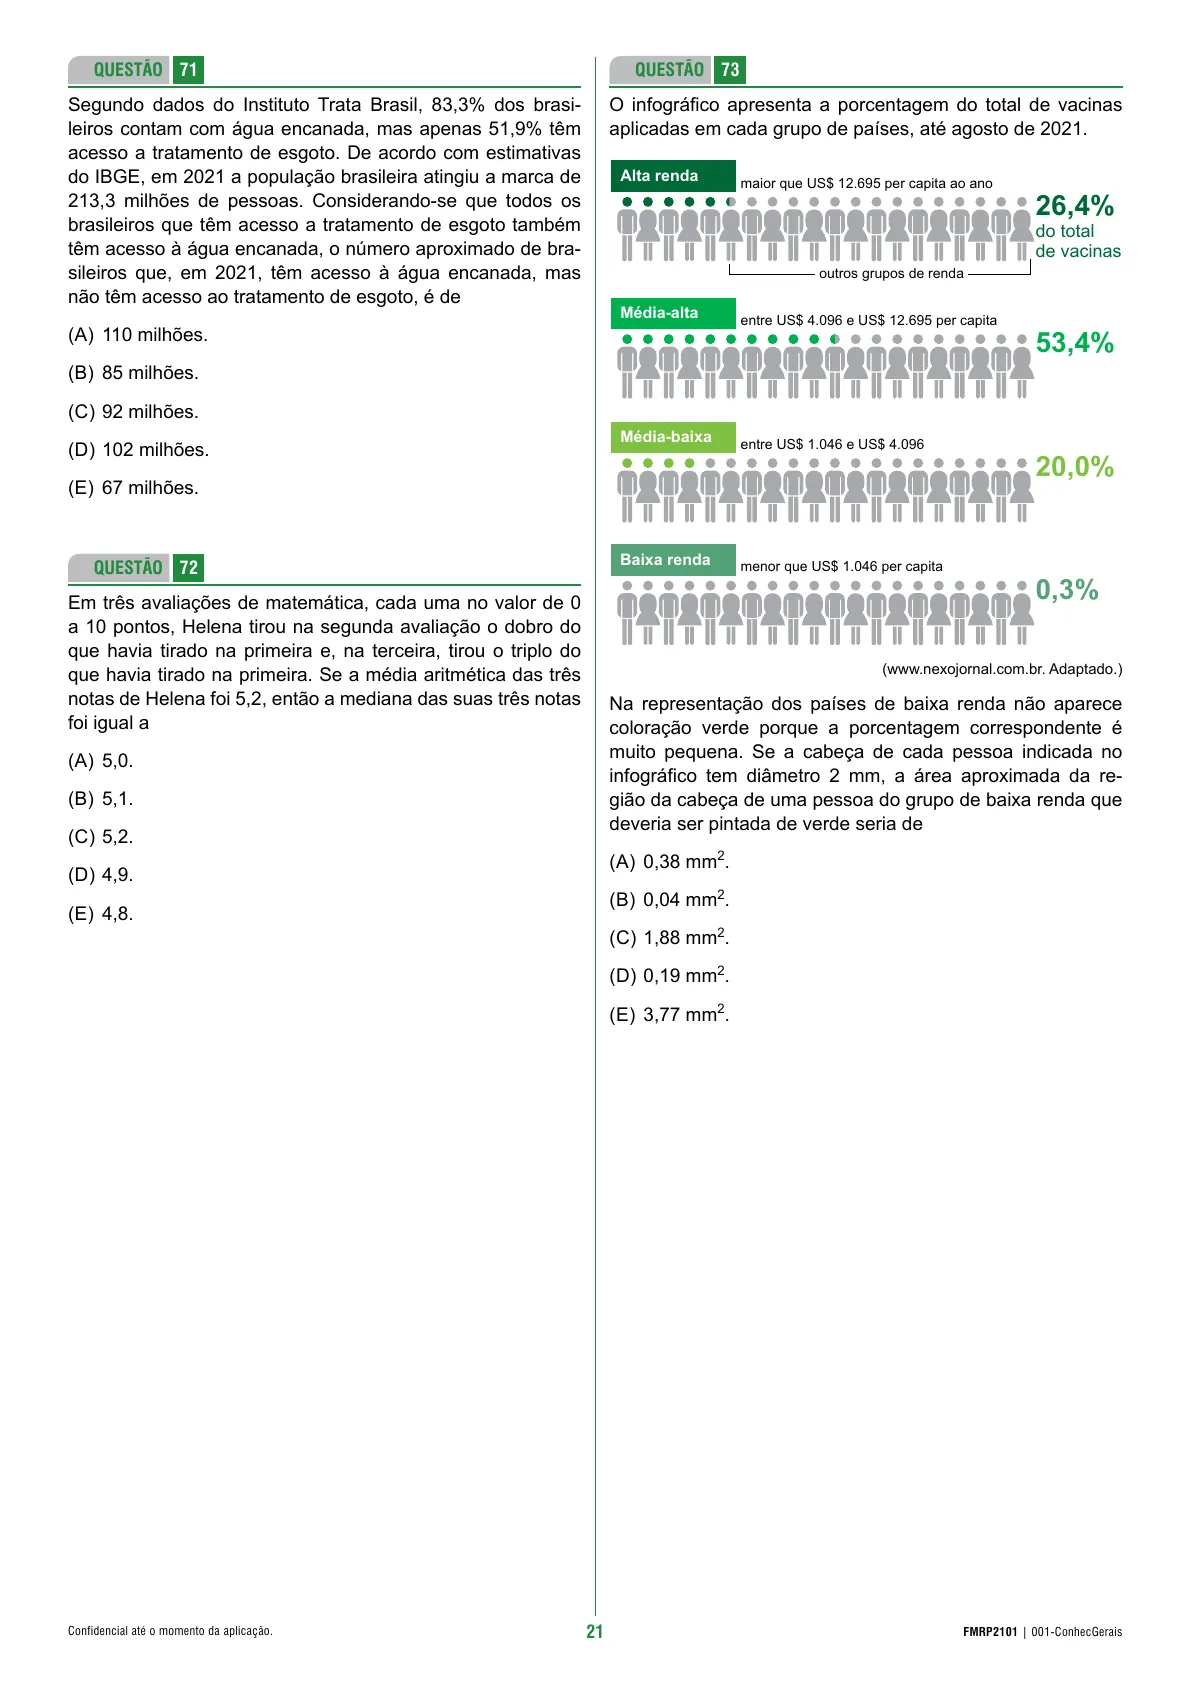 QUESTÃO 71
Segundo dados do Instituto Trata Brasil, 83,3% dos brasi-
leiros contam com água encanada, mas apenas 51,9% têm
acesso a tratamento de esgoto. De acordo com estimativas
do IBGE, em 2021 a população brasileira atingiu a marca de
213,3 milhões de pessoas. Considerando-se que todos os
brasileiros que têm acesso a tratamento de esgoto também
têm acesso à água encanada, o número aproximado de bra-
sileiros que, em 2021, têm acesso à água encanada, mas
não têm acesso ao tratamento de esgoto, é de
(A) 110 milhões.
(B) 85 milhões.
(C) 92 milhões.
(D) 102 milhões.
(E) 67 milhões.
QUESTÃO 72
Em três avaliações de matemática, cada uma no valor de 0
a 10 pontos, Helena tirou na segunda avaliação o dobro do
que havia tirado na primeira e, na terceira, tirou o triplo do
que havia tirado na primeira. Se a média aritmética das três
notas de Helena foi 5,2, então a mediana das suas três notas
foi igual a
(A) 5,0.
(B) 5,1.
(C) 5,2.
(D) 4,9.
(E) 4,8.
QUESTÃO 73
O infográfico apresenta a porcentagem do total de vacinas
aplicadas em cada grupo de países, até agosto de 2021.
Alta renda
maior que US$ 12.695 per capita ao ano
26,4%
do total
de vacinas
outros grupos de renda
Média-alta
entre US$ 4.096 e US$ 12.695 per capita
53,4%
Média-baixa
entre US$ 1.046 e US$ 4.096
20,0%
Baixa renda
menor que US$ 1.046 per capita
0,3%
(www.nexojornal.com.br. Adaptado.)
Na representação dos países de baixa renda não aparece
coloração verde porque a porcentagem correspondente é
muito pequena. Se a cabeça de cada pessoa indicada no
infográfico tem diâmetro 2 mm, a área aproximada da re-
gião da cabeça de uma pessoa do grupo de baixa renda que
deveria ser pintada de verde seria de
(A) 0,38 mm².
(B) 0,04 mm².
(C) 1,88 mm².
(D) 0,19 mm².
(E) 3,77 mm².
Confidencial até o momento da aplicação.
21
FMRP2101 | 001-ConhecGerais